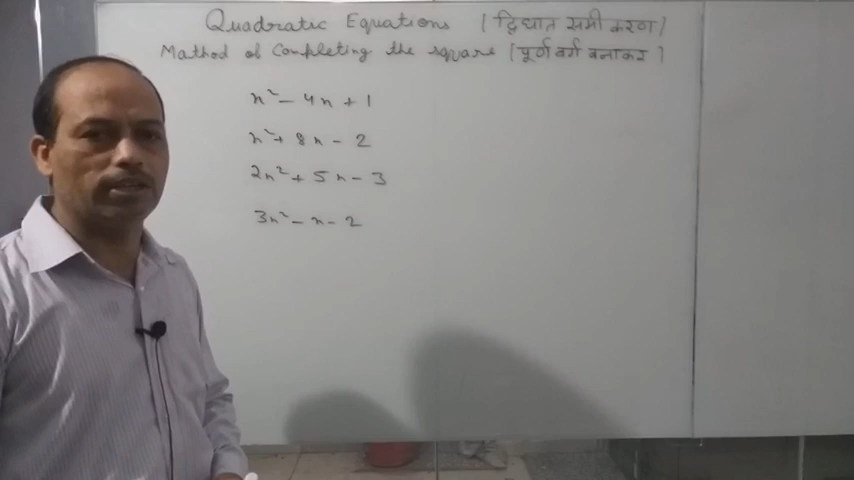 Quadratic Equations (द्विघात समीकरण)
Mathod of Completing the square (पूर्ण वर्ग बनाकर)
x² - 4x + 1
x² + 8x - 2
2x² + 5x - 3
3x² - x - 2